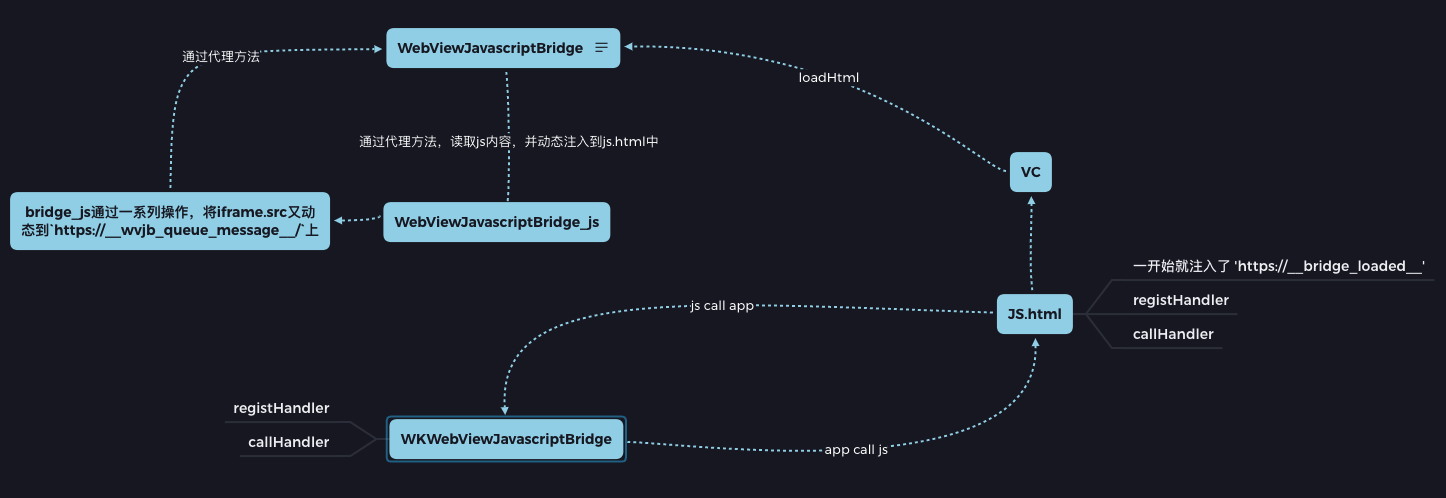 WebViewJavascriptBridge
通过代理方法
loadHtml
通过代理方法，读取js内容，并动态注入到js.html中
VC
bridge_js通过一系列操作，将iframe.src又动
态到`https://__wvjb_queue_message__/`上
WebViewJavascriptBridge_js
一开始就注入了 'https://__bridge_loaded__'
registHandler
callHandler
js call app
JS.html
registHandler
callHandler
WKWebViewJavascriptBridge
app call js